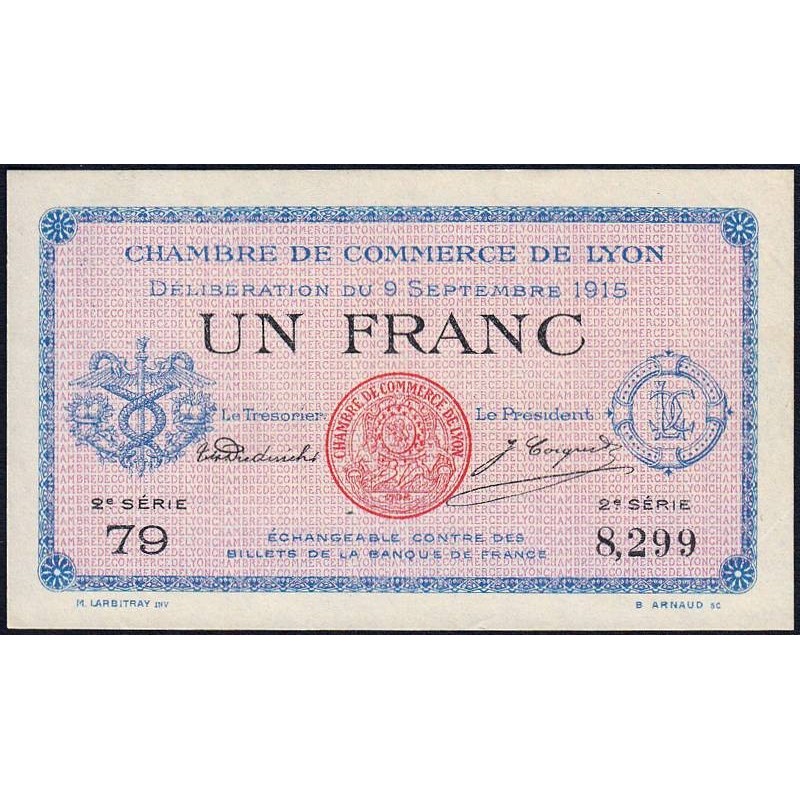 CHAMBRE DE COMMERCE DE LYON
DÉLIBÉRATION DU 9 SEPTEMBRE 1915
UN FRANC
Le Trésorier
CHAMBRE DE COMMERCE DE LYON
Le Président
2e SÉRIE
79
2e SÉRIE
8,299
ÉCHANGEABLE CONTRE DES
BILLETS DE LA BANQUE DE FRANCE
M. LARBITRAY INV
B ARNAUD SC